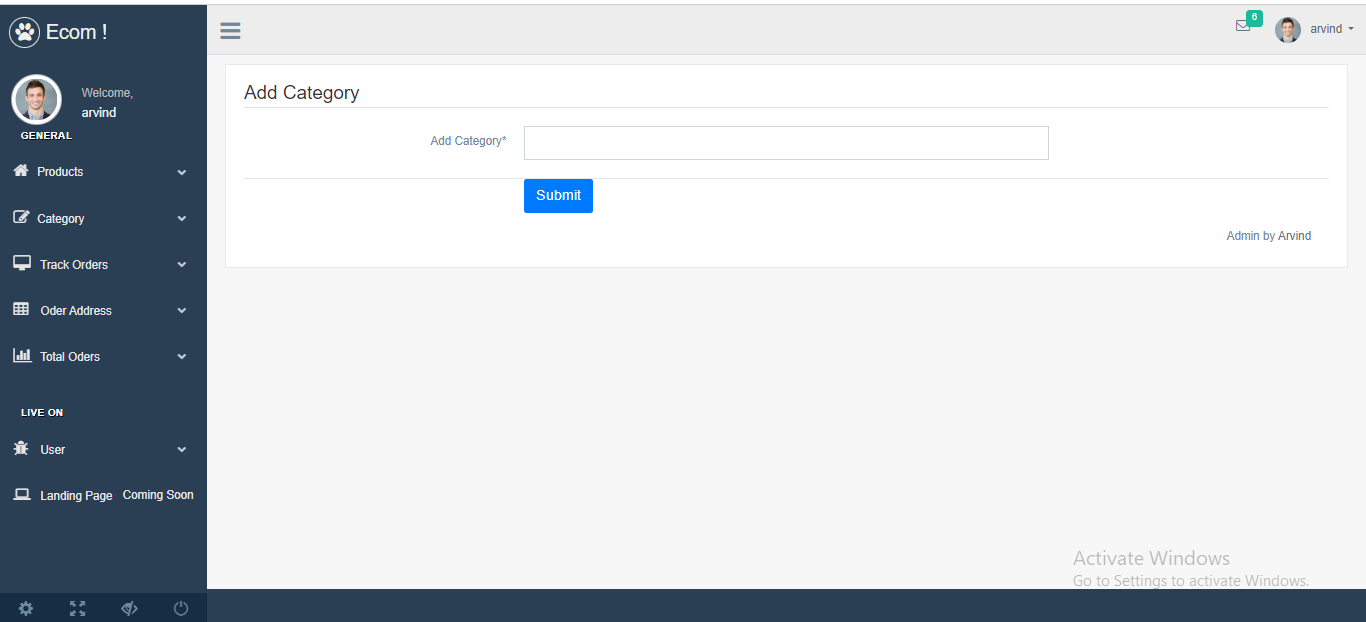 Ecom !
6
arvind
Welcome,
arvind
GENERAL
Products
Category
Track Orders
Oder Address
Total Oders
LIVE ON
User
Landing Page Coming Soon
Add Category
Add Category*
Submit
Admin by Arvind
Activate Windows
Go to Settings to activate Windows.